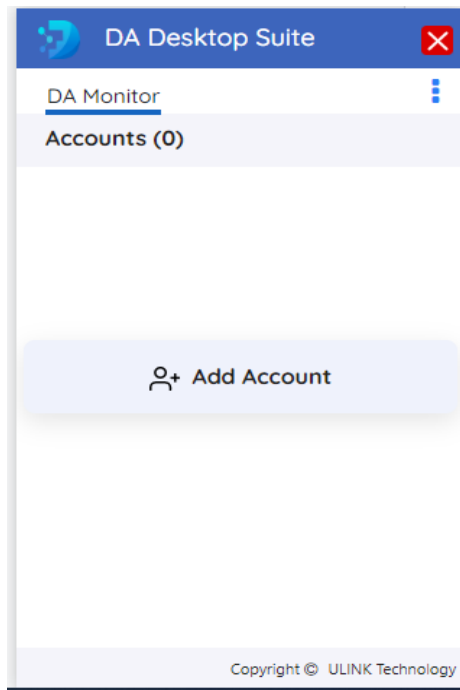 DA Desktop Suite
DA Monitor
Accounts (0)
Add Account
Copyright © ULINK Technology